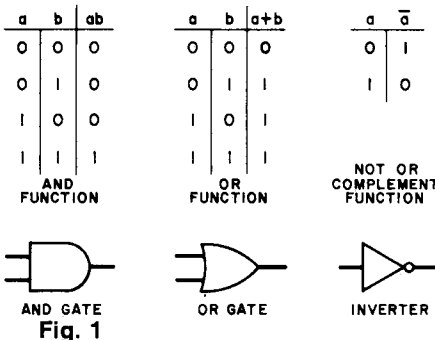 a b ab
0 0 0
0 1 0
1 0 0
1 1 1
AND
FUNCTION
a b a+b
0 0 0
0 1 1
1 0 1
1 1 1
OR
FUNCTION
a a̅
0 1
1 0
NOT OR
COMPLEMENT
FUNCTION
AND GATE
OR GATE
INVERTER
Fig. 1